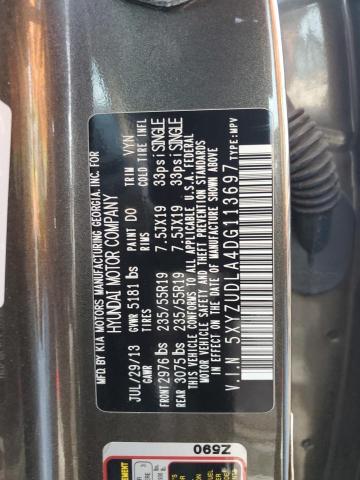 MFD BY KIA MOTORS MANUFACTURING GEORGIA, INC. FOR
HYUNDAI MOTOR COMPANY
JUL/29/13 GVWR 5181 lbs PAINT DO TRIM VYN
GAWR TIRES RIMS COLD TIRE INFL
FRONT 2976 lbs 235/55R19 7.5JX19 33psi SINGLE
REAR 3075 lbs 235/55R19 7.5JX19 33psi SINGLE
THIS VEHICLE CONFORMS TO ALL APPLICABLE U.S.A. FEDERAL
MOTOR VEHICLE SAFETY AND THEFT PREVENTION STANDARDS
IN EFFECT ON THE DATE OF MANUFACTURE SHOWN ABOVE.
V.I.N 5XYZUDLA4DG113697 TYPE: MPV
Z590